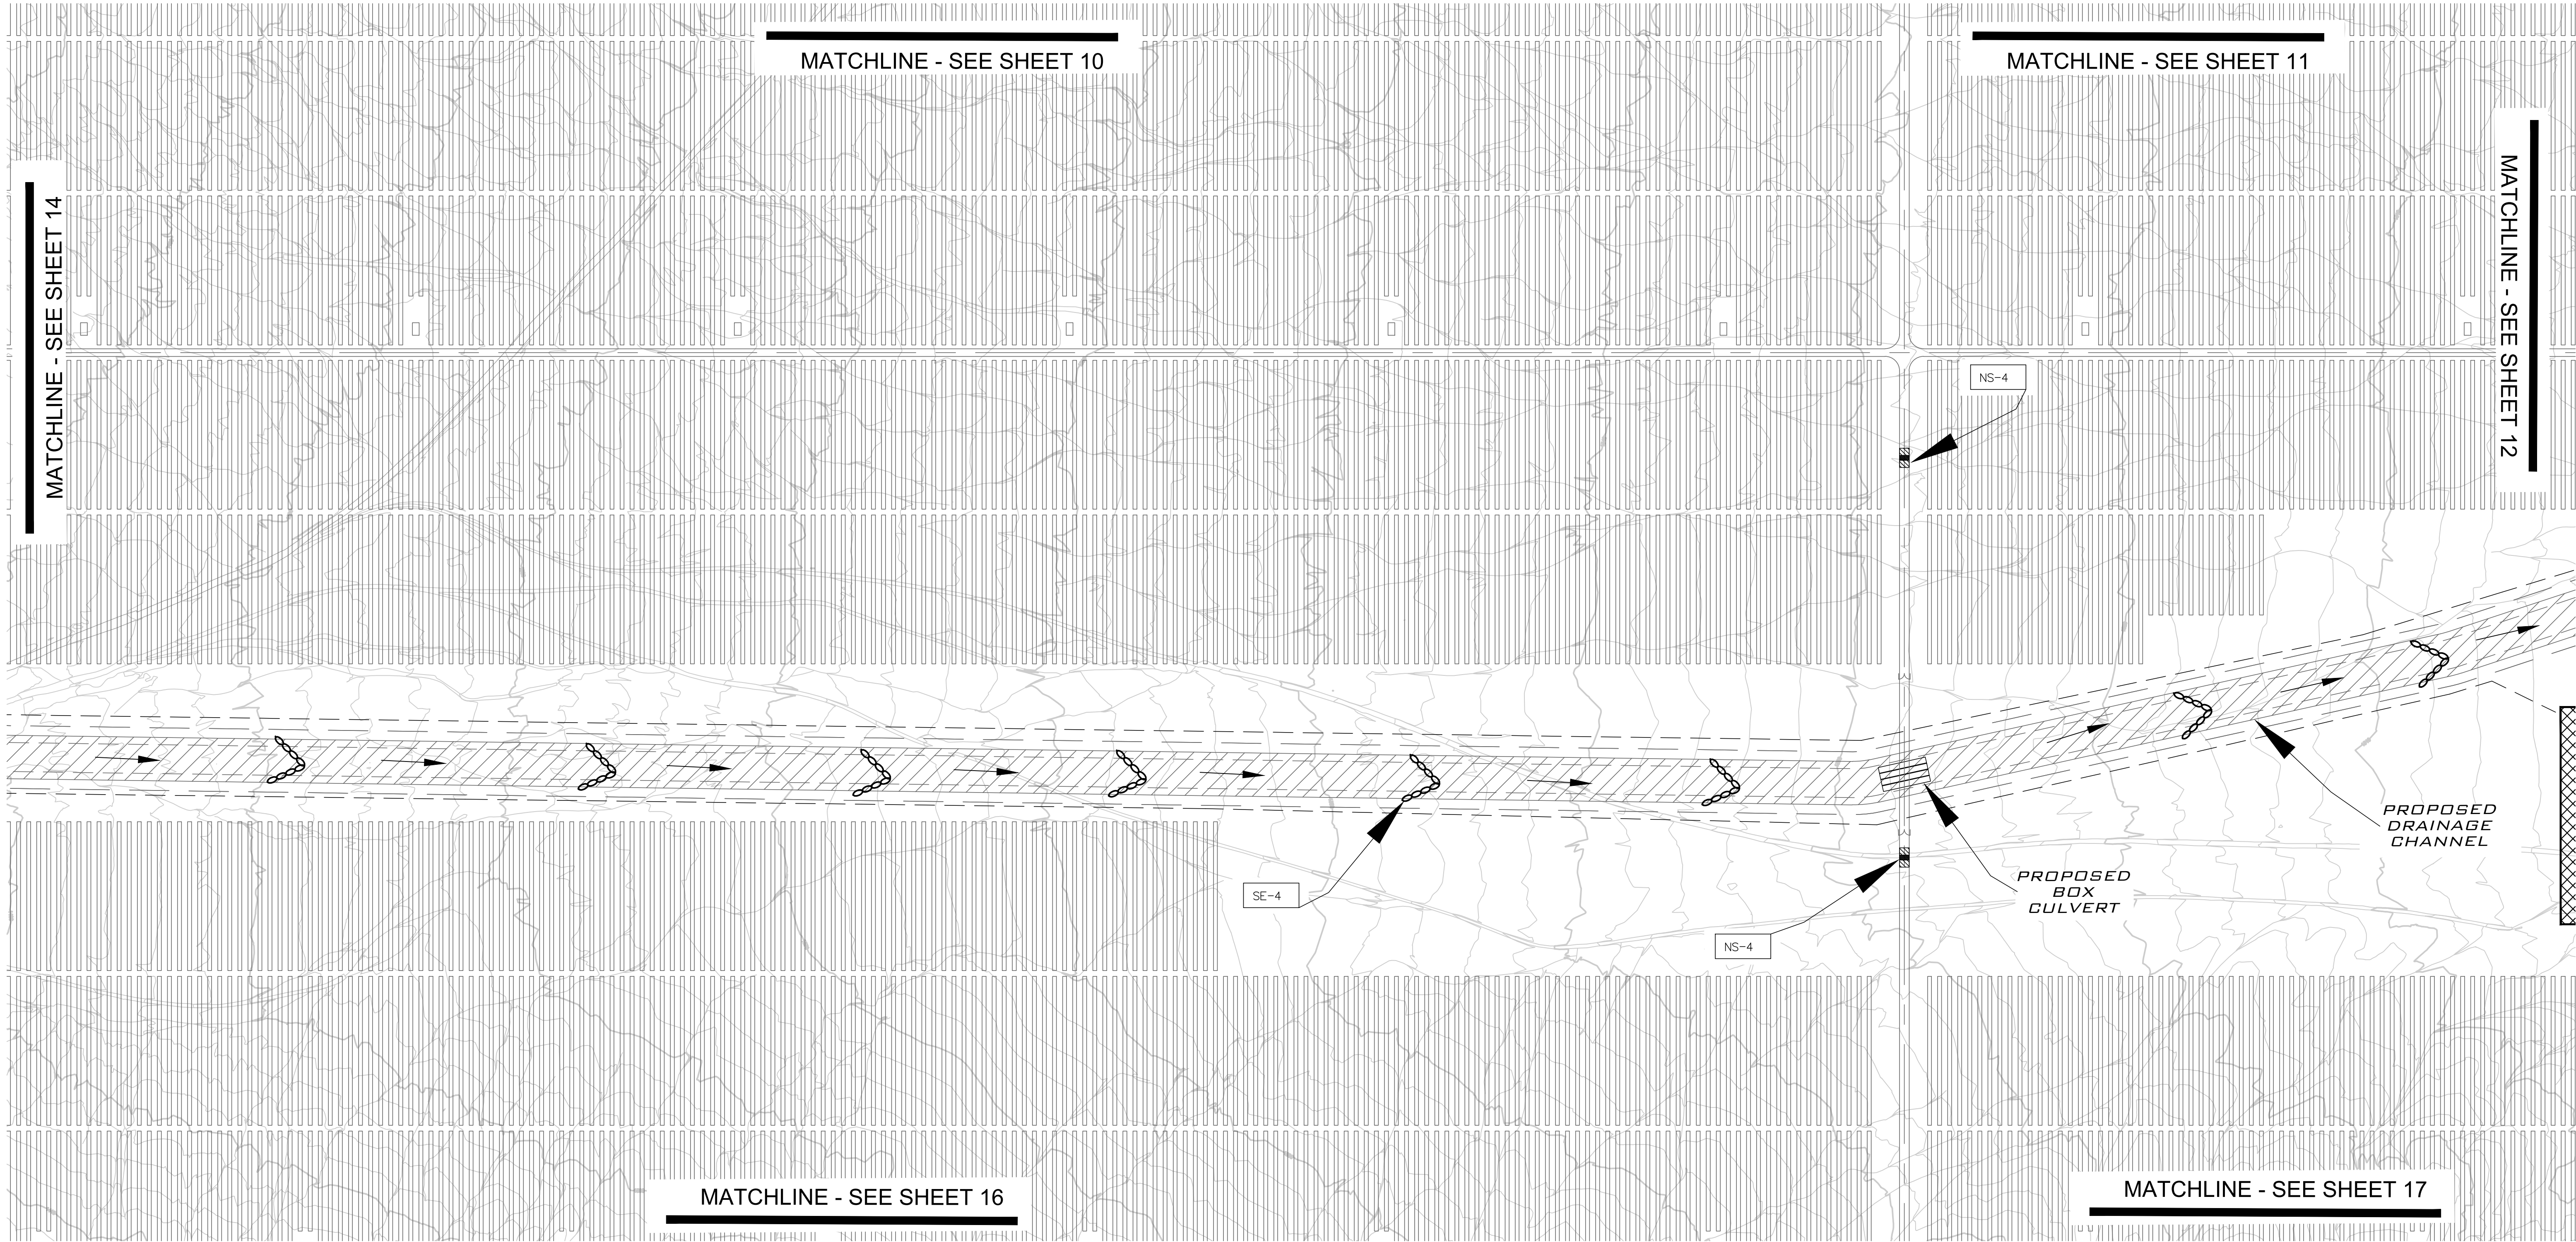 MATCHLINE - SEE SHEET 10
MATCHLINE - SEE SHEET 11
MATCHLINE - SEE SHEET 14
MATCHLINE - SEE SHEET 12
NS-4
PROPOSED
DRAINAGE
CHANNEL
PROPOSED
BOX
CULVERT
SE-4
NS-4
MATCHLINE - SEE SHEET 16
MATCHLINE - SEE SHEET 17